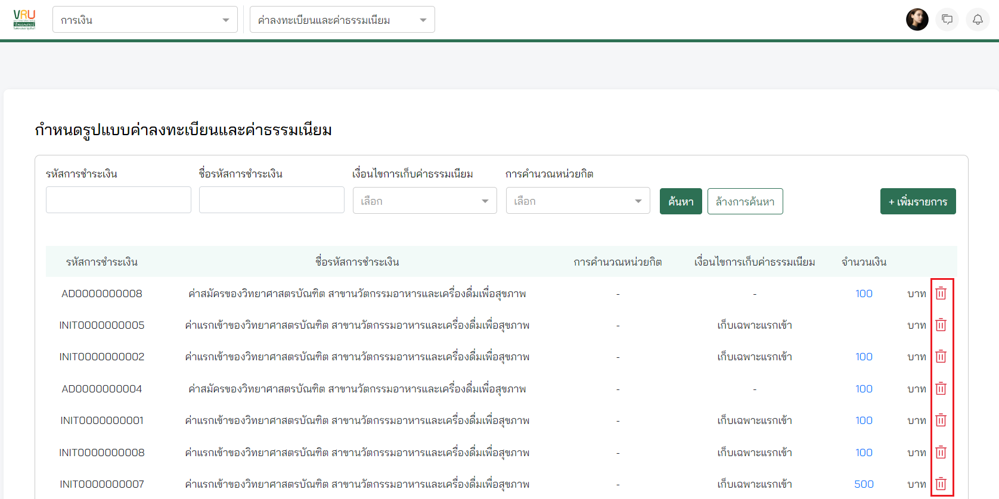 VRU
การเงิน
ค่าลงทะเบียนและค่าธรรมเนียม
กำหนดรูปแบบค่าลงทะเบียนและค่าธรรมเนียม
รหัสการชำระเงิน ชื่อรหัสการชำระเงิน เงื่อนไขการเก็บค่าธรรมเนียม การคำนวณหน่วยกิต
เลือก เลือก ค้นหา ล้างการค้นหา + เพิ่มรายการ
รหัสการชำระเงิน ชื่อรหัสการชำระเงิน การคำนวณหน่วยกิต เงื่อนไขการเก็บค่าธรรมเนียม จำนวนเงิน
AD0000000008 ค่าสมัครของวิทยาศาสตรบัณฑิต สาขานวัตกรรมอาหารและเครื่องดื่มเพื่อสุขภาพ - - 100 บาท
INIT0000000005 ค่าแรกเข้าของวิทยาศาสตรบัณฑิต สาขานวัตกรรมอาหารและเครื่องดื่มเพื่อสุขภาพ - เก็บเฉพาะแรกเข้า บาท
INIT0000000002 ค่าแรกเข้าของวิทยาศาสตรบัณฑิต สาขานวัตกรรมอาหารและเครื่องดื่มเพื่อสุขภาพ - เก็บเฉพาะแรกเข้า 100 บาท
AD0000000004 ค่าสมัครของวิทยาศาสตรบัณฑิต สาขานวัตกรรมอาหารและเครื่องดื่มเพื่อสุขภาพ - - 100 บาท
INIT0000000001 ค่าแรกเข้าของวิทยาศาสตรบัณฑิต สาขานวัตกรรมอาหารและเครื่องดื่มเพื่อสุขภาพ - เก็บเฉพาะแรกเข้า 100 บาท
INIT0000000008 ค่าแรกเข้าของวิทยาศาสตรบัณฑิต สาขานวัตกรรมอาหารและเครื่องดื่มเพื่อสุขภาพ - เก็บเฉพาะแรกเข้า 100 บาท
INIT0000000007 ค่าแรกเข้าของวิทยาศาสตรบัณฑิต สาขานวัตกรรมอาหารและเครื่องดื่มเพื่อสุขภาพ - เก็บเฉพาะแรกเข้า 500 บาท